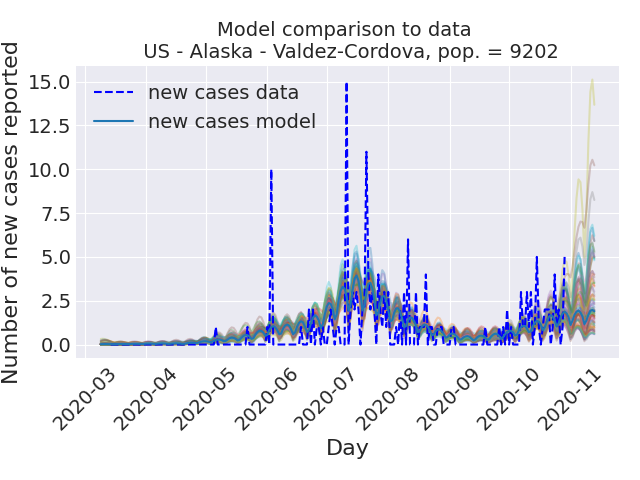 Model comparison to data
US - Alaska - Valdez-Cordova, pop. = 9202
Number of new cases reported
15.0
12.5
10.0
7.5
5.0
2.5
0.0
new cases data
new cases model
2020-03
2020-04
2020-05
2020-06
2020-07
2020-08
2020-09
2020-10
2020-11
Day